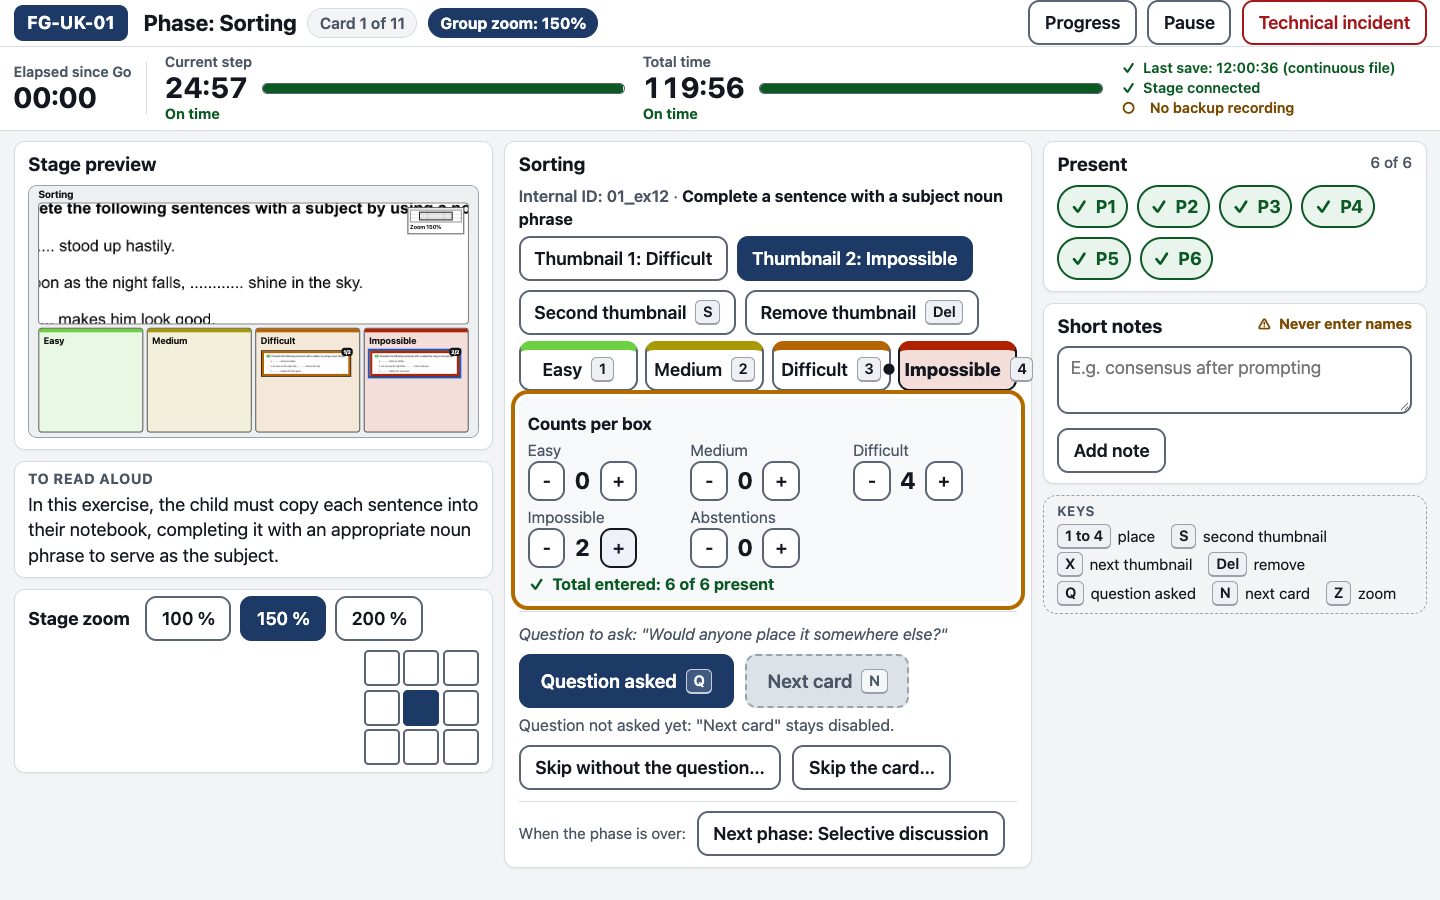 FG-UK-01
Phase: Sorting
Card 1 of 11
Group zoom: 150%
Progress
Pause
Technical incident
Elapsed since Go
00:00
Current step
24:57
On time
Total time
119:56
On time
Last save: 12:00:36 (continuous file)
Stage connected
No backup recording
Stage preview
Sorting
ete the following sentences with a subject by using a no
Zoom 150%
.... stood up hastily.
oon as the night falls, ............ shine in the sky.
... makes him look good.
Easy
Medium
Difficult
Impossible
1/2
2/2
TO READ ALOUD
In this exercise, the child must copy each sentence into
their notebook, completing it with an appropriate noun
phrase to serve as the subject.
Stage zoom
100 %
150 %
200 %
Sorting
Internal ID: 01_ex12 · Complete a sentence with a subject noun
phrase
Thumbnail 1: Difficult
Thumbnail 2: Impossible
Second thumbnail S
Remove thumbnail Del
Easy 1
Medium 2
Difficult 3
Impossible 4
Counts per box
Easy
- 0 +
Medium
- 0 +
Difficult
- 4 +
Impossible
- 2 +
Abstentions
- 0 +
Total entered: 6 of 6 present
Question to ask: "Would anyone place it somewhere else?"
Question asked Q
Next card N
Question not asked yet: "Next card" stays disabled.
Skip without the question...
Skip the card...
When the phase is over:
Next phase: Selective discussion
Present
6 of 6
P1
P2
P3
P4
P5
P6
Short notes
Never enter names
E.g. consensus after prompting
Add note
KEYS
1 to 4 place S second thumbnail
X next thumbnail Del remove
Q question asked N next card Z zoom